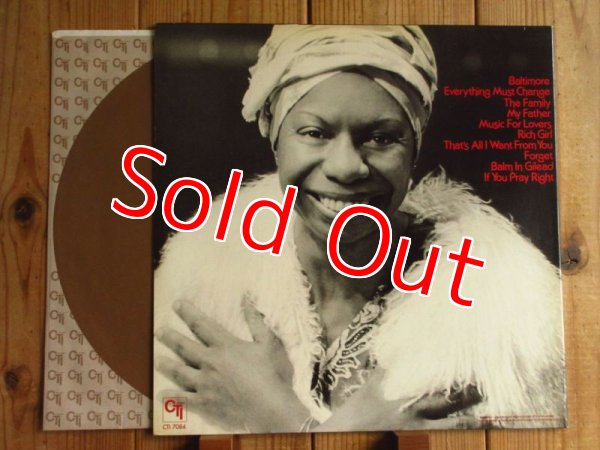 Baltimore
Everything Must Change
The Family
My Father
Music For Lovers
Rich Girl
That's All I Want From You
Forget
Balm In Gilead
If You Pray Right
Sold Out
CTI
CTI 7084